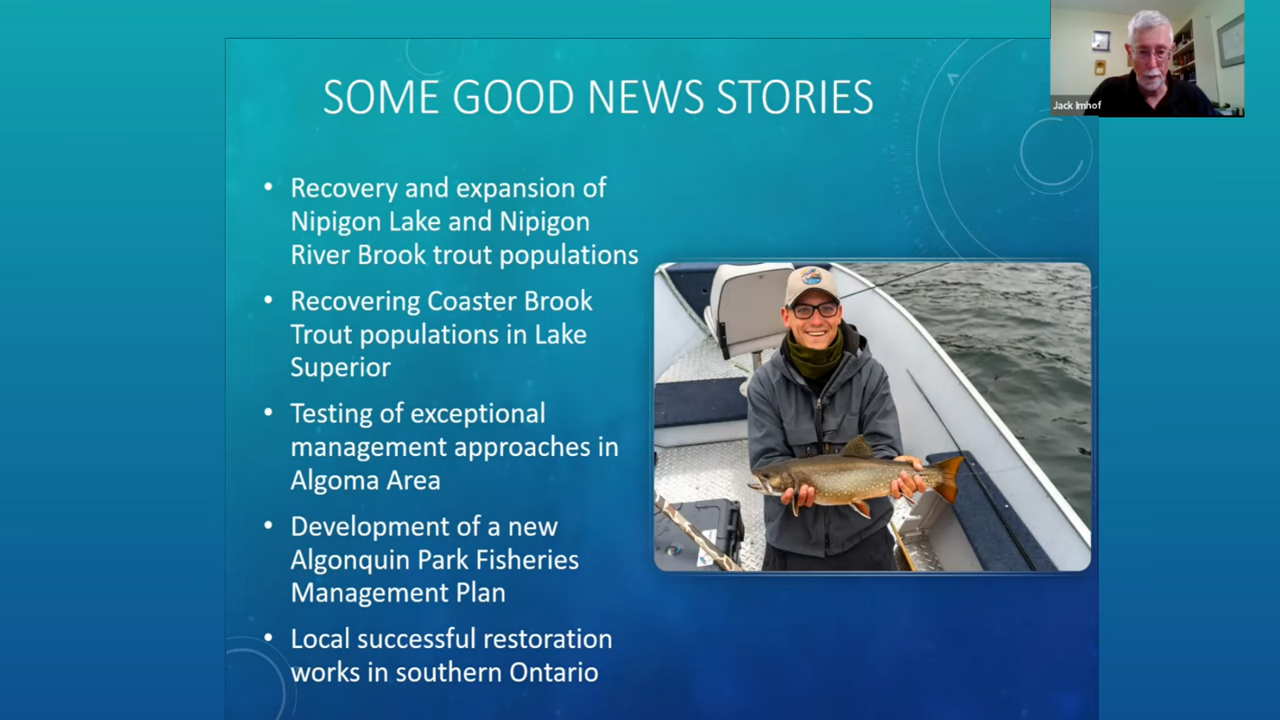 SOME GOOD NEWS STORIES
Jack Imhof
• Recovery and expansion of
Nipigon Lake and Nipigon
River Brook trout populations
• Recovering Coaster Brook
Trout populations in Lake
Superior
• Testing of exceptional
management approaches in
Algoma Area
• Development of a new
Algonquin Park Fisheries
Management Plan
• Local successful restoration
works in southern Ontario